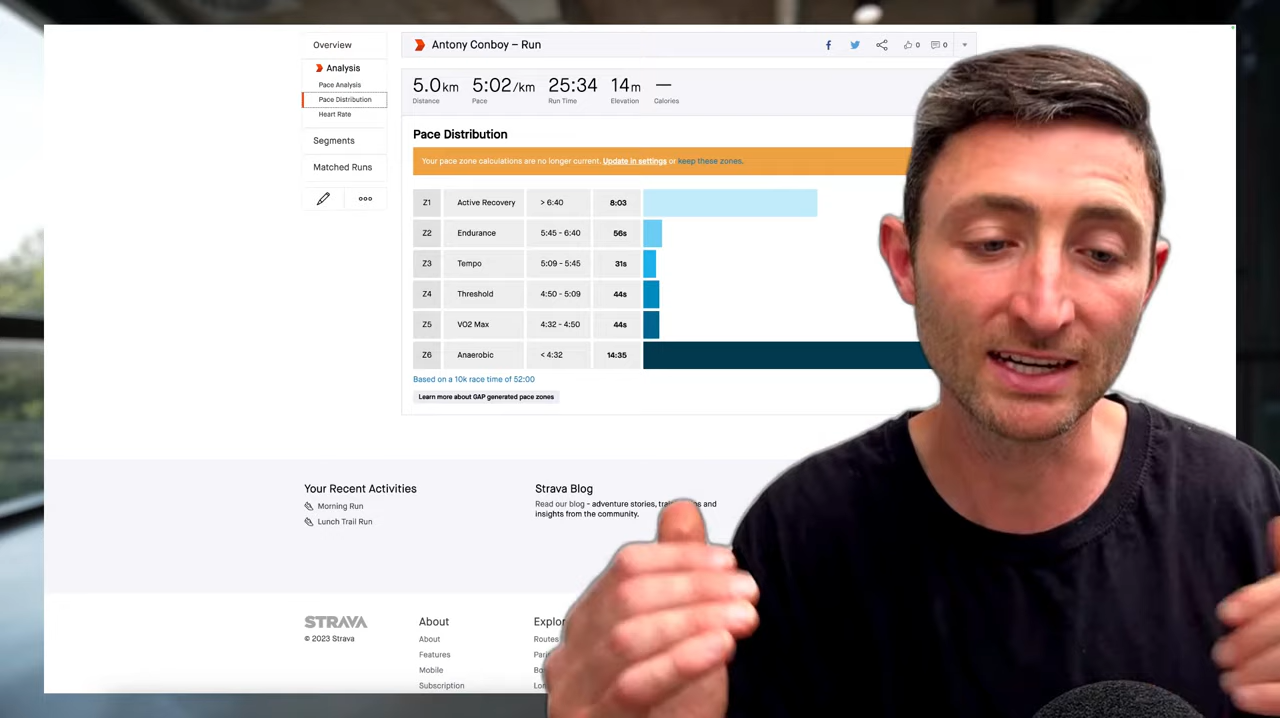 Overview
Analysis
Pace Analysis
Pace Distribution
Heart Rate
Segments
Matched Runs
Antony Conboy – Run
0
0
5.0km 5:02/km 25:34 14m —
Distance Pace Run Time Elevation Calories
Pace Distribution
Your pace zone calculations are no longer current. Update in settings or keep these zones.
Z1 Active Recovery > 6:40 8:03
Z2 Endurance 5:45 - 6:40 56s
Z3 Tempo 5:09 - 5:45 31s
Z4 Threshold 4:50 - 5:09 44s
Z5 VO2 Max 4:32 - 4:50 44s
Z6 Anaerobic < 4:32 14:35
Based on a 10k race time of 52:00
Learn more about GAP generated pace zones
Your Recent Activities
Morning Run
Lunch Trail Run
Strava Blog
Read our blog - adventure stories, and
insights from the community.
STRAVA
© 2023 Strava
About
About
Features
Mobile
Subscription
Routes